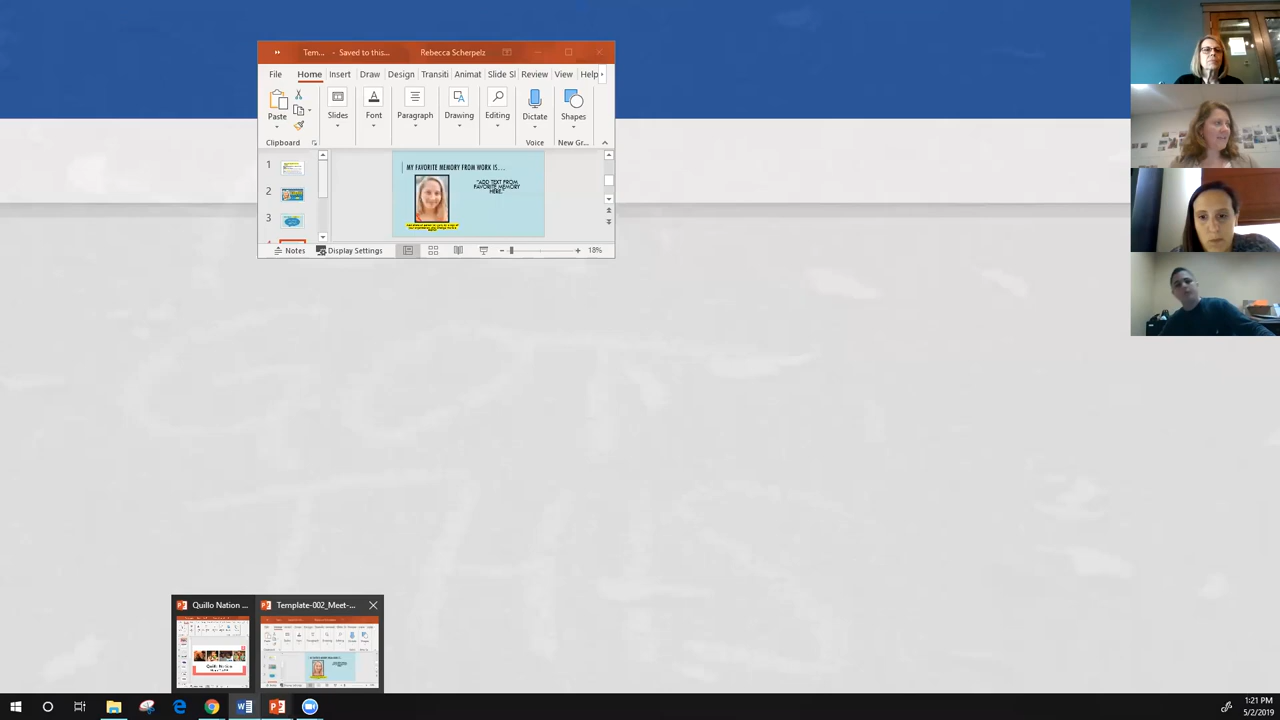 Tem... - Saved to this... Rebecca Scherpelz
File Home Insert Draw Design Transiti Animat Slide Sl Review View Help
Paste Slides Font Paragraph Drawing Editing Dictate Shapes
Clipboard Voice New Gr...
1
2
3
MY FAVORITE MEMORY FROM WORK IS...
"ADD TEXT FROM
FAVORITE MEMORY
HERE."
Notes Display Settings 18%
Quillo Nation ... Template-002_Meet-...
Quillo Nation
1:21 PM
5/2/2019